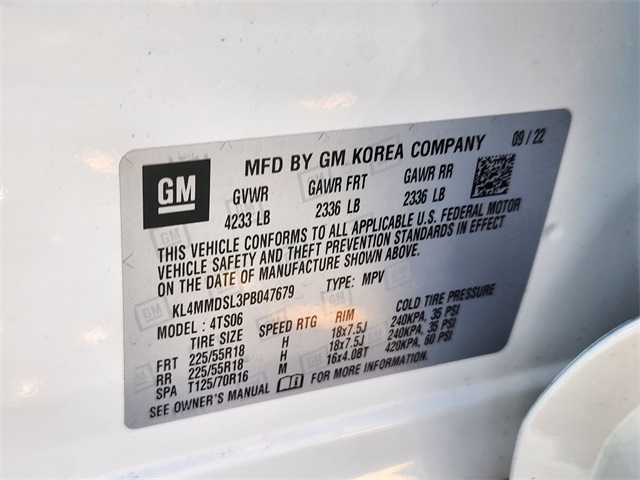 MFD BY GM KOREA COMPANY 09 / 22
GM
GVWR GAWR FRT GAWR RR
4233 LB 2336 LB 2336 LB
THIS VEHICLE CONFORMS TO ALL APPLICABLE U.S. FEDERAL MOTOR
VEHICLE SAFETY AND THEFT PREVENTION STANDARDS IN EFFECT
ON THE DATE OF MANUFACTURE SHOWN ABOVE.
KL4MMDSL3PB047679 TYPE: MPV
MODEL : 4TS06
TIRE SIZE SPEED RTG RIM COLD TIRE PRESSURE
FRT 225/55R18 H 18x7.5J 240KPA, 35 PSI
RR 225/55R18 H 18x7.5J 240KPA, 35 PSI
SPA T125/70R16 M 16x4.0BT 420KPA, 60 PSI
SEE OWNER'S MANUAL FOR MORE INFORMATION.